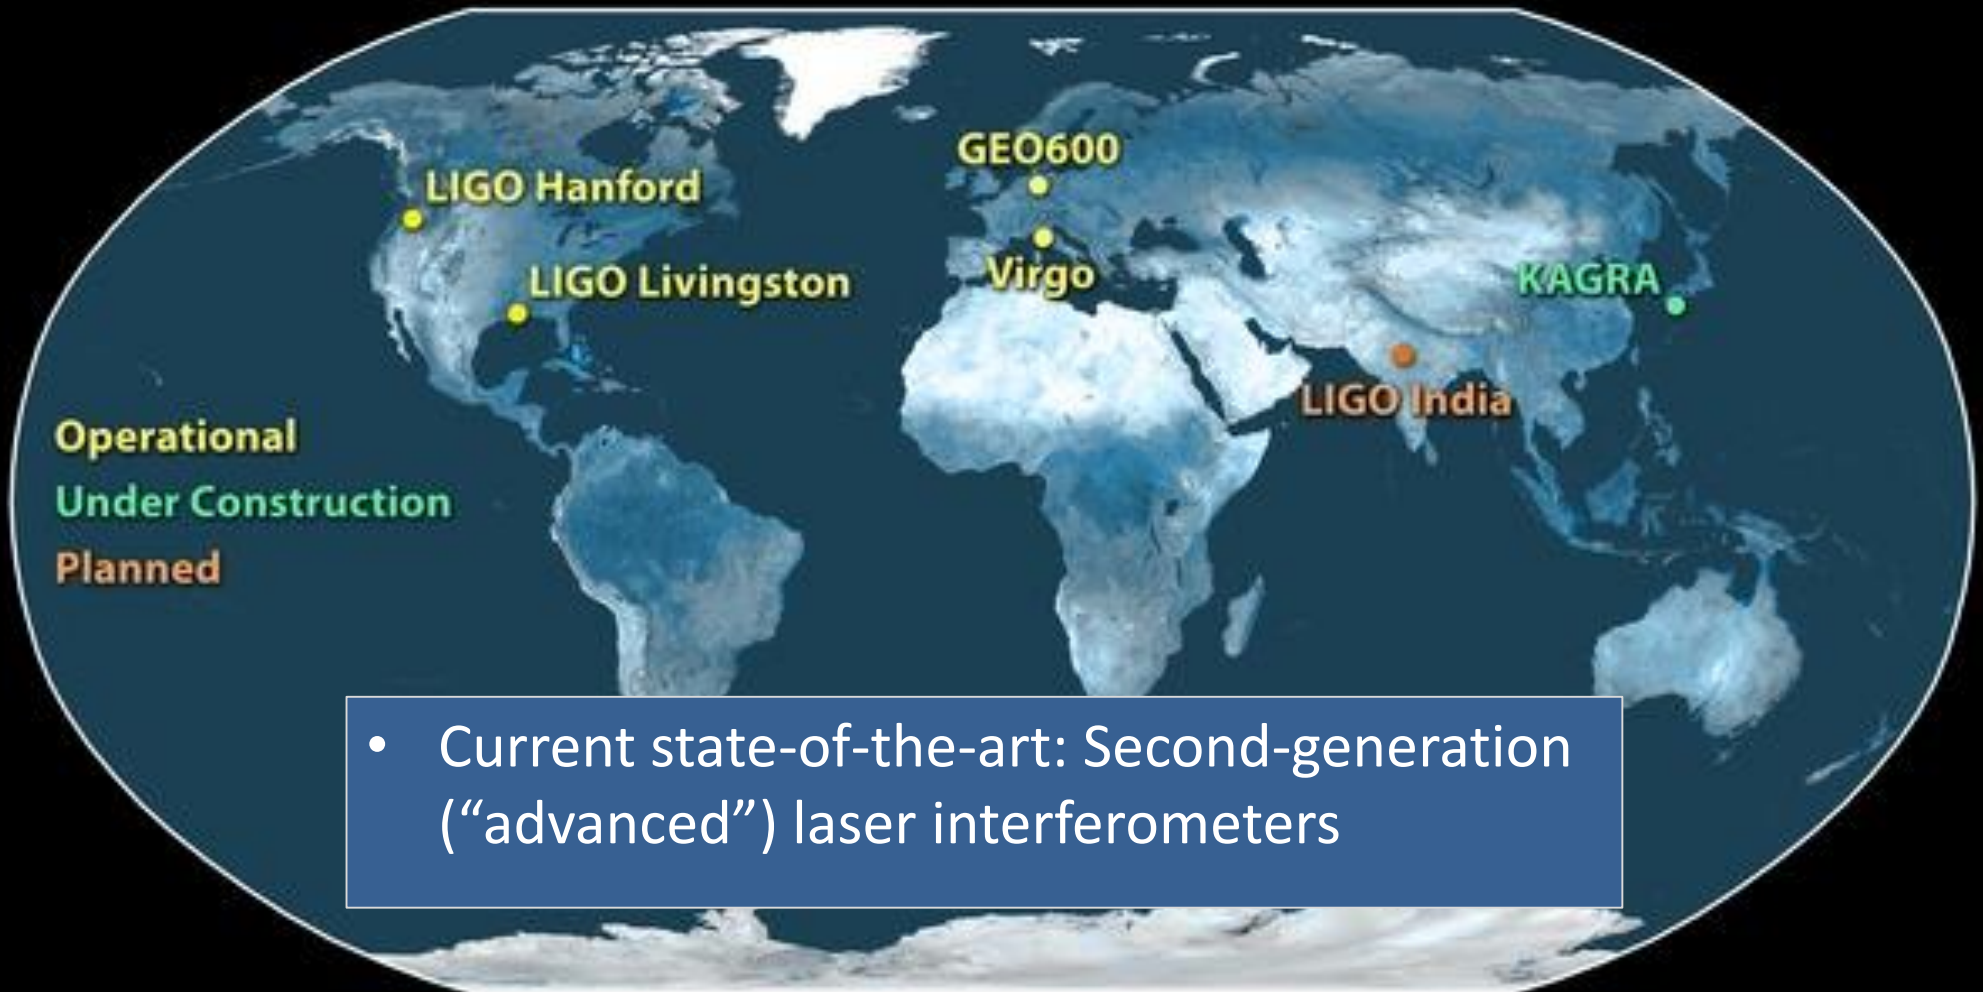 GEO600
LIGO Hanford
Virgo
LIGO Livingston
KAGRA
LIGO India
Operational
Under Construction
Planned
• Current state-of-the-art: Second-generation
(“advanced”) laser interferometers